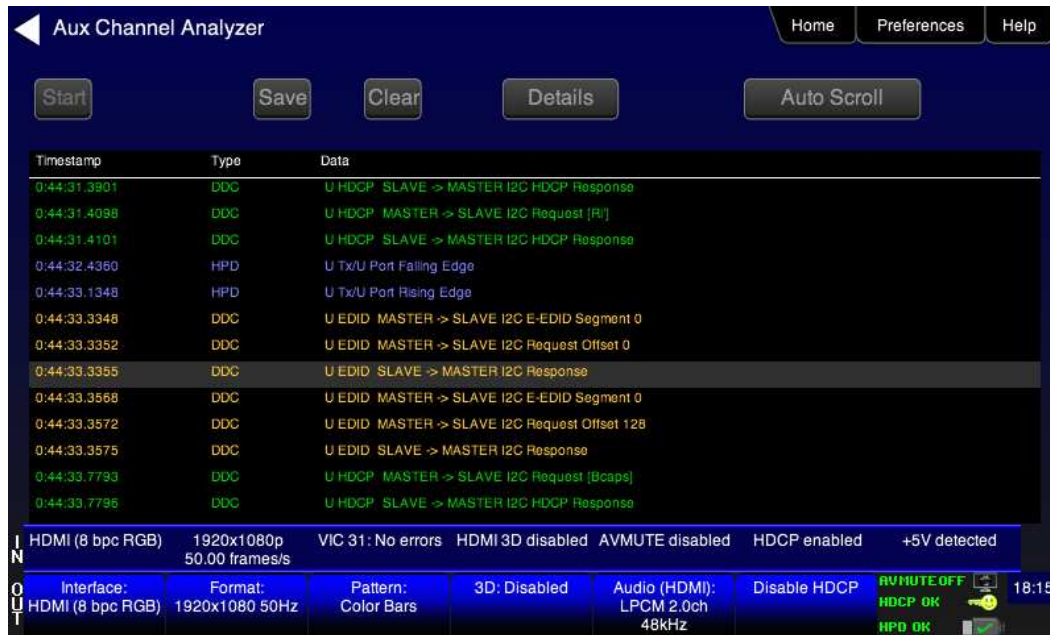 Aux Channel Analyzer Home Preferences Help
Start Save Clear Details Auto Scroll
Timestamp Type Data
0:44:31.3901 DDC U HDCP SLAVE -> MASTER I2C HDCP Response
0:44:31.4098 DDC U HDCP MASTER -> SLAVE I2C Request [Ri']
0:44:31.4101 DDC U HDCP SLAVE -> MASTER I2C HDCP Response
0:44:32.4360 HPD U Tx/U Port Falling Edge
0:44:33.1348 HPD U Tx/U Port Rising Edge
0:44:33.3348 DDC U EDID MASTER -> SLAVE I2C E-EDID Segment 0
0:44:33.3352 DDC U EDID MASTER -> SLAVE I2C Request Offset 0
0:44:33.3355 DDC U EDID SLAVE -> MASTER I2C Response
0:44:33.3568 DDC U EDID MASTER -> SLAVE I2C E-EDID Segment 0
0:44:33.3572 DDC U EDID MASTER -> SLAVE I2C Request Offset 128
0:44:33.3575 DDC U EDID SLAVE -> MASTER I2C Response
0:44:33.7793 DDC U HDCP MASTER -> SLAVE I2C Request [Bcaps]
0:44:33.7796 DDC U HDCP SLAVE -> MASTER I2C HDCP Response
IN HDMI (8 bpc RGB) 1920x1080p VIC 31: No errors HDMI 3D disabled AVMUTE disabled HDCP enabled +5V detected
50.00 frames/s
OUT Interface: Format: Pattern: 3D: Disabled Audio (HDMI): Disable HDCP AVMUTE OFF 18:15
HDMI (8 bpc RGB) 1920x1080 50Hz Color Bars LPCM 2.0ch HDCP OK
48kHz HPD OK